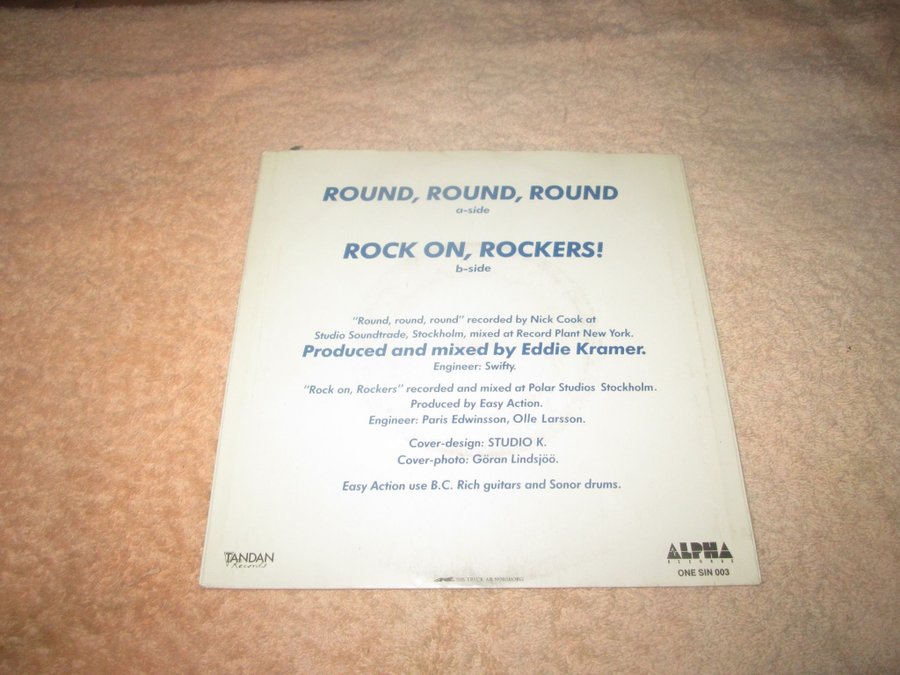 ROUND, ROUND, ROUND
a-side
ROCK ON, ROCKERS!
b-side
"Round, round, round" recorded by Nick Cook at
Studio Soundtrade, Stockholm, mixed at Record Plant New York.
Produced and mixed by Eddie Kramer.
Engineer: Swifty.
"Rock on, Rockers" recorded and mixed at Polar Studios Stockholm.
Produced by Easy Action.
Engineer: Paris Edwinsson, Olle Larsson.
Cover-design: STUDIO K.
Cover-photo: Göran Lindsjöö.
Easy Action use B.C. Rich guitars and Sonor drums.
TANDAN
Records
ALPHA
RECORDS
ONE SIN 003